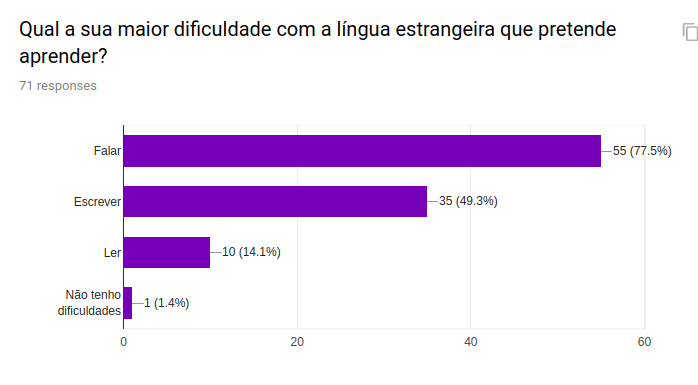 Qual a sua maior dificuldade com a língua estrangeira que pretende
aprender?
71 responses
Falar
55 (77.5%)
Escrever
35 (49.3%)
Ler
10 (14.1%)
Não tenho
dificuldades
1 (1.4%)
0
20
40
60